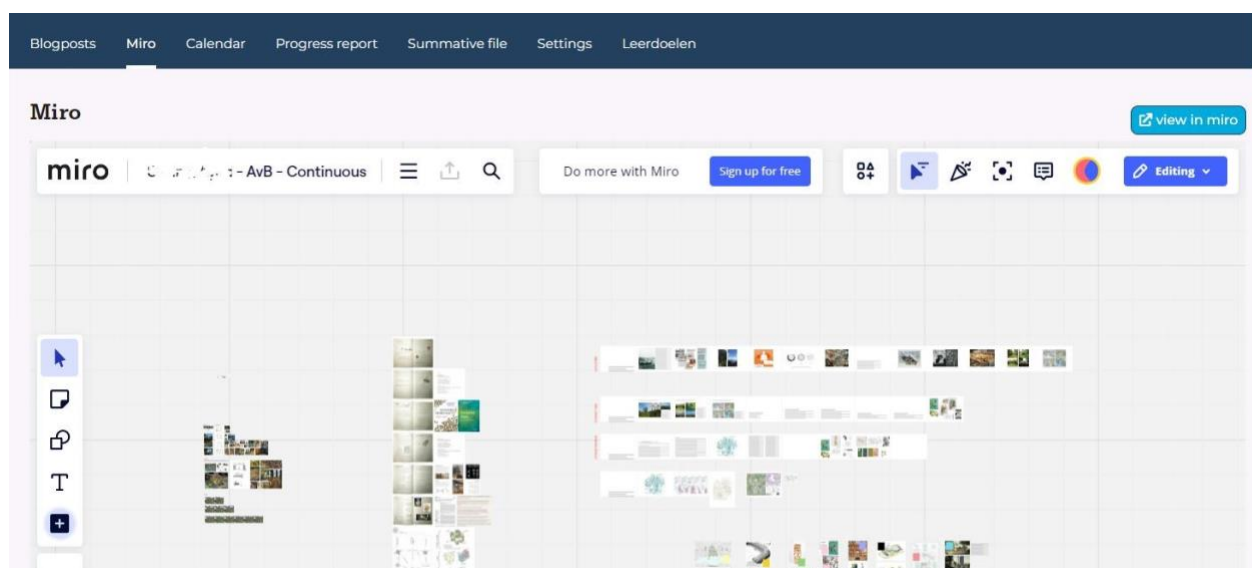 Blogposts Miro Calendar Progress report Summative file Settings Leerdoelen
Miro
view in miro
miro - AvB - Continuous Do more with Miro Sign up for free Editing
T